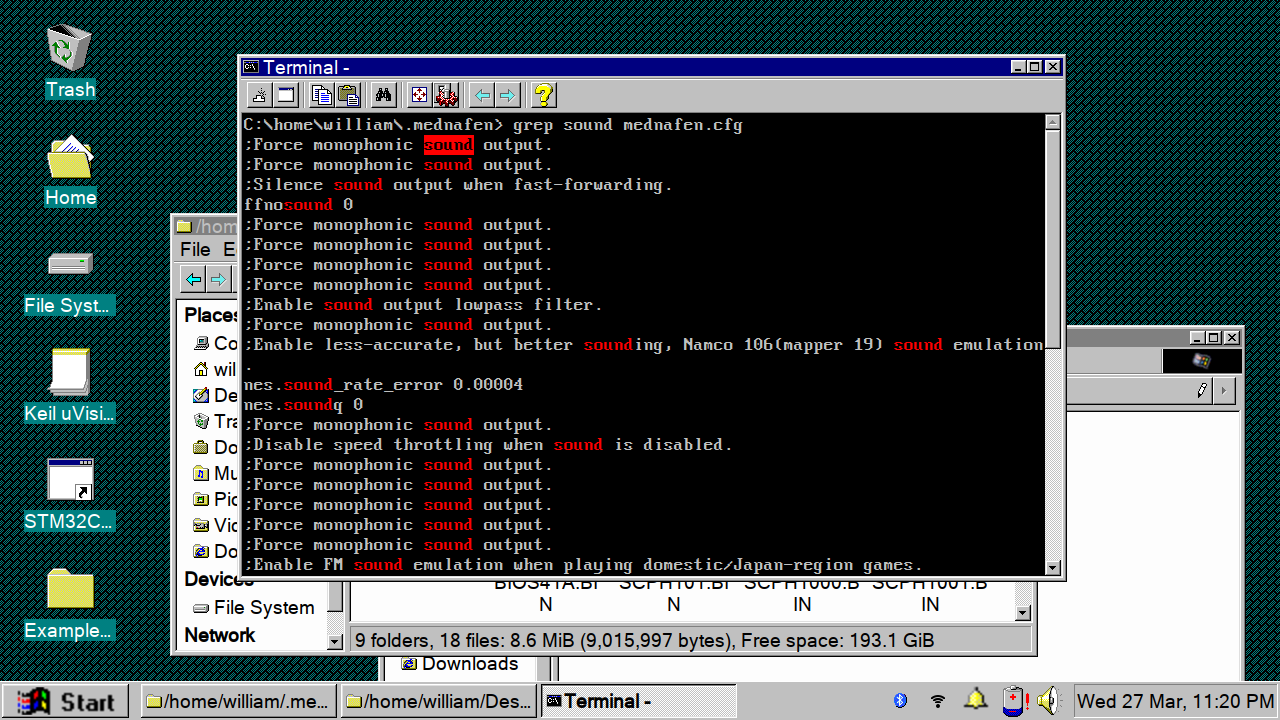 Trash
Home
File Syst...
Keil uVisi...
STM32C...
Example...
Terminal -
C:\home\william\.mednafen> grep sound mednafen.cfg
;Force monophonic sound output.
;Force monophonic sound output.
;Silence sound output when fast-forwarding.
ffnosound 0
;Force monophonic sound output.
;Force monophonic sound output.
;Force monophonic sound output.
;Force monophonic sound output.
;Enable sound output lowpass filter.
;Force monophonic sound output.
;Enable less-accurate, but better sounding, Namco 106(mapper 19) sound emulation
.
nes.sound_rate_error 0.00004
nes.soundq 0
;Force monophonic sound output.
;Disable speed throttling when sound is disabled.
;Force monophonic sound output.
;Force monophonic sound output.
;Force monophonic sound output.
;Force monophonic sound output.
;Force monophonic sound output.
;Enable FM sound emulation when playing domestic/Japan-region games.
/hom
File E
Places
Co
wil
De
Tra
Do
Mu
Pic
Vid
Do
Devices
File System
Network
BIOS41A.BI SCPH101.BI SCPH1000.B SCPH1001.B
N N IN IN
9 folders, 18 files: 8.6 MiB (9,015,997 bytes), Free space: 193.1 GiB
Downloads
Start /home/william/.me... /home/william/Des... Terminal - Wed 27 Mar, 11:20 PM